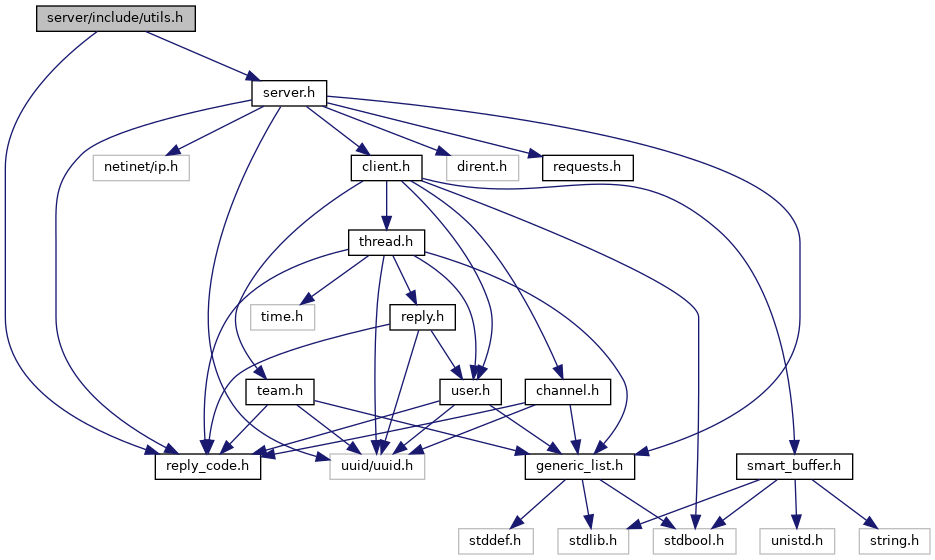 server/include/utils.h
server.h
netinet/ip.h
client.h
dirent.h
requests.h
thread.h
time.h
reply.h
team.h
user.h
channel.h
reply_code.h
uuid/uuid.h
generic_list.h
smart_buffer.h
stddef.h
stdlib.h
stdbool.h
unistd.h
string.h